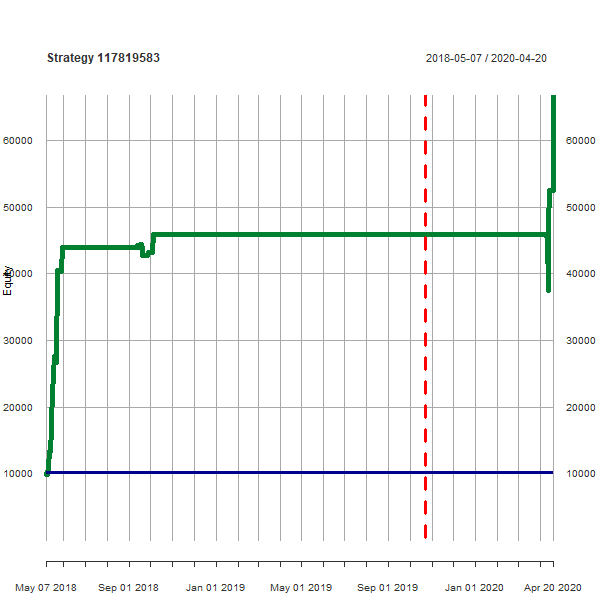 Strategy 117819583
2018-05-07 / 2020-04-20
60000
60000
50000
50000
40000
40000
Equity
30000
30000
20000
20000
10000
10000
May 07 2018
Sep 01 2018
Jan 01 2019
May 01 2019
Sep 01 2019
Jan 01 2020
Apr 20 2020